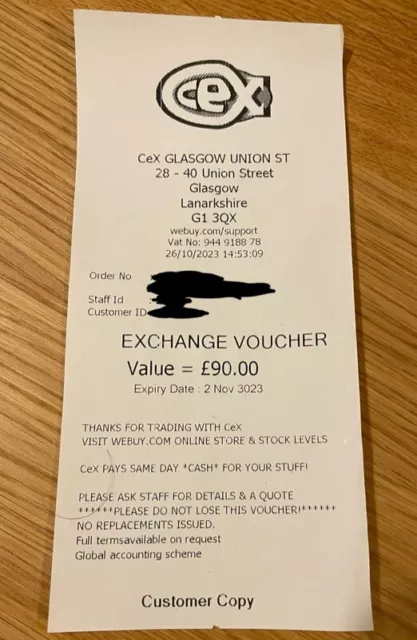 CeX
CeX GLASGOW UNION ST
28 - 40 Union Street
Glasgow
Lanarkshire
G1 3QX
webuy.com/support
Vat No: 944 9188 78
26/10/2023 14:53:09
Order No
Staff Id
Customer ID
EXCHANGE VOUCHER
Value = £90.00
Expiry Date : 2 Nov 3023
THANKS FOR TRADING WITH CeX
VISIT WEBUY.COM ONLINE STORE & STOCK LEVELS
CeX PAYS SAME DAY *CASH* FOR YOUR STUFF!
PLEASE ASK STAFF FOR DETAILS & A QUOTE
******PLEASE DO NOT LOSE THIS VOUCHER!******
NO REPLACEMENTS ISSUED.
Full termsavailable on request
Global accounting scheme
Customer Copy